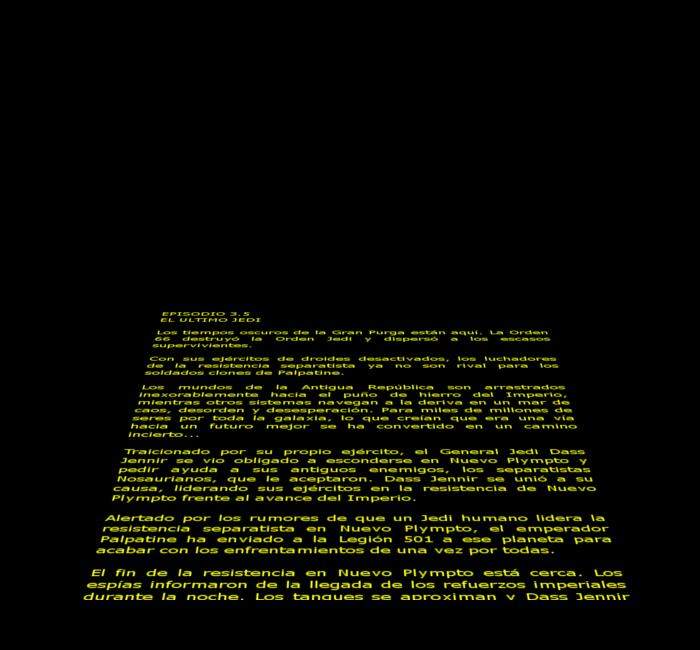 EPISODIO 3.5
EL ULTIMO JEDI
Los tiempos oscuros de la Gran Purga están aquí. La Orden
66 destruyó la Orden Jedi y dispersó a los escasos
supervivientes.
Con sus ejércitos de droides desactivados, los luchadores
de la resistencia separatista ya no son rival para los
soldados clones de Palpatine.
Los mundos de la Antigua República son arrastrados
inexorablemente hacia el puño de hierro del Imperio,
mientras otros sistemas navegan a la deriva en un mar de
caos, desorden y desesperación. Para miles de millones de
seres por toda la galaxia, lo que creían que era una vía
hacia un futuro mejor se ha convertido en un camino
incierto...
Traicionado por su propio ejército, el General Jedi Dass
Jennir se vio obligado a esconderse en Nuevo Plympto y
pedir ayuda a sus antiguos enemigos, los separatistas
Nosaurianos, que le aceptaron. Dass Jennir se unió a su
causa, liderando sus ejércitos en la resistencia de Nuevo
Plympto frente al avance del Imperio.
Alertado por los rumores de que un Jedi humano lidera la
resistencia separatista en Nuevo Plympto, el emperador
Palpatine ha enviado a la Legión 501 a ese planeta para
acabar con los enfrentamientos de una vez por todas.
El fin de la resistencia en Nuevo Plympto está cerca. Los
espías informaron de la llegada de los refuerzos imperiales
durante la noche. Los tanques se aproximan y Dass Jennir